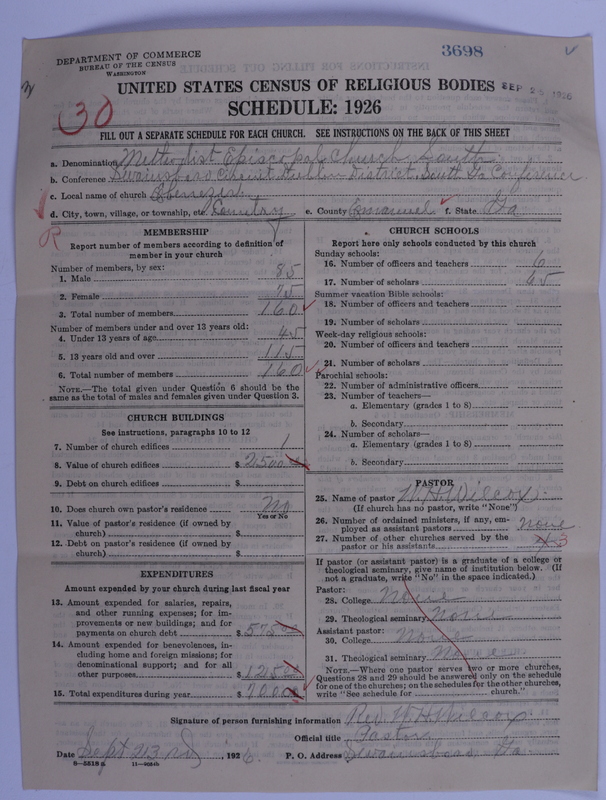 3698
DEPARTMENT OF COMMERCE
BUREAU OF THE CENSUS
WASHINGTON
UNITED STATES CENSUS OF RELIGIOUS BODIES
SCHEDULE: 1926
30
FILL OUT A SEPARATE SCHEDULE FOR EACH CHURCH. SEE INSTRUCTIONS ON THE BACK OF THIS SHEET
a. Denomination Methodist Episcopal Church, South
b. Conference Swainsboro Circuit Dublin District, South Ga Conference
c. Local name of church Ebenezer
d. City, town, village, or township, etc. Country e. County Emanuel f. State Ga
R
MEMBERSHIP
Report number of members according to definition of member in your church
Number of members, by sex:
1. Male 85
2. Female 75
3. Total number of members 160
Number of members under and over 13 years old:
4. Under 13 years of age 45
5. 13 years old and over 115
6. Total number of members 160
NOTE.—The total given under Question 6 should be
same as the total of males and females given under Question 3.
CHURCH BUILDINGS
See instructions, paragraphs 10 to 12
7. Number of church edifices 1
8. Value of church edifices $ 2500
9. Debt on church edifices $
10. Does church own pastor's residence No
Yes or No
11. Value of pastor's residence (if owned by
church) $
12. Debt on pastor's residence (if owned by
church) $
EXPENDITURES
Amount expended by your church during last fiscal year
13. Amount expended for salaries, repairs,
and other running expenses; for im-
provements or new buildings; and for
payments on church debt $ 575
14. Amount expended for benevolences, in-
cluding home and foreign missions; for
denominational support; and for all
other purposes $ 125
15. Total expenditures during year $ 700
CHURCH SCHOOLS
Report here only schools conducted by this church
Sunday schools:
16. Number of officers and teachers 6
17. Number of scholars 65
Summer vacation Bible schools:
18. Number of officers and teachers
19. Number of scholars
Week-day religious schools:
20. Number of officers and teachers
21. Number of scholars
Parochial schools:
22. Number of administrative officers
23. Number of teachers—
a. Elementary (grades 1 to 8)
b. Secondary
24. Number of scholars—
a. Elementary (grades 1 to 8)
b. Secondary
PASTOR
25. Name of pastor W. H. Wilcox
(If church has no pastor, write "None")
26. Number of ordained ministers, if any, em-
ployed as assistant pastors None
27. Number of other churches served by the
pastor or his assistants 3
If pastor (or assistant pastor) is a graduate of a college or
theological seminary, give name of institution below. (If
not a graduate, write "No" in the space indicated.)
Pastor:
28. College None
29. Theological seminary None
Assistant pastor:
30. College None
31. Theological seminary None
NOTE.—Where one pastor serves two or more churches,
Questions 28 and 29 should be answered only on the schedule
for one of the churches; on the schedules for the other churches,
write "See schedule for church."
Signature of person furnishing information Rev. W. H. Wilcox
Official title Pastor
Date Sept 23rd, 1926. P. O. Address Swainsboro, Ga